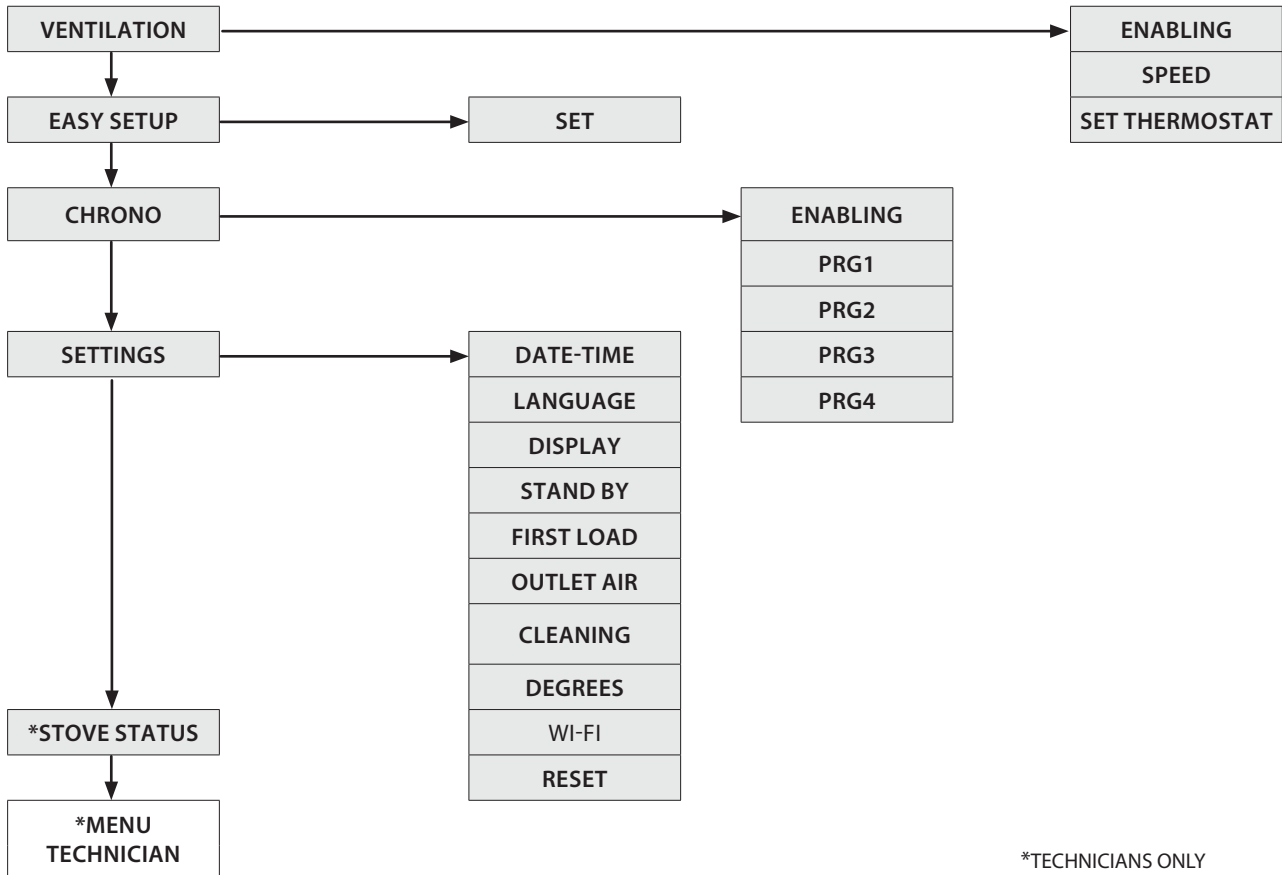 VENTILATION
ENABLING
SPEED
SET THERMOSTAT
EASY SETUP
SET
CHRONO
ENABLING
PRG1
PRG2
PRG3
PRG4
SETTINGS
DATE-TIME
LANGUAGE
DISPLAY
STAND BY
FIRST LOAD
OUTLET AIR
CLEANING
DEGREES
WI-FI
RESET
*STOVE STATUS
*MENU
TECHNICIAN
*TECHNICIANS ONLY